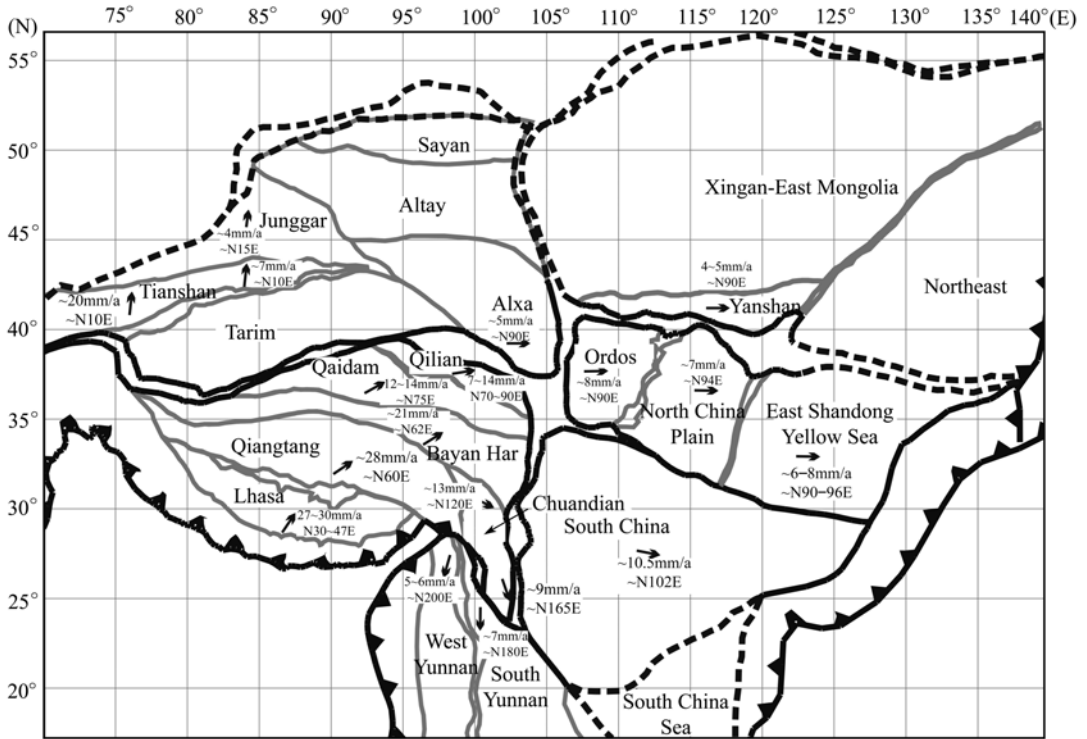 (N)
75° 80° 85° 90° 95° 100° 105° 110° 115° 120° 125° 130° 135° 140° (E)
55°
50°
45°
40°
35°
30°
25°
20°
Sayan
Altay
Junggar
~4mm/a
~N15E
~7mm/a
~N10E
Tianshan
~20mm/a
~N10E
Tarim
Alxa
~5mm/a
~N90E
Xingan-East Mongolia
4~5mm/a
~N90E
Yanshan
Northeast
Qaidam
12~14mm/a
~N75E
Qilian
7~14mm/a
N70~90E
Ordos
~8mm/a
~N90E
~7mm/a
~N94E
North China
Plain
East Shandong
Yellow Sea
~6-8mm/a
~N90-96E
~21mm/a
~N62E
Bayan Har
Qiangtang
~28mm/a
~N60E
Lhasa
27~30mm/a
N30~47E
~13mm/a
~N120E
Chuandian
South China
~10.5mm/a
~N102E
5~6mm/a
~N200E
~9mm/a
~N165E
~7mm/a
~N180E
West
Yunnan
South
Yunnan
South China
Sea